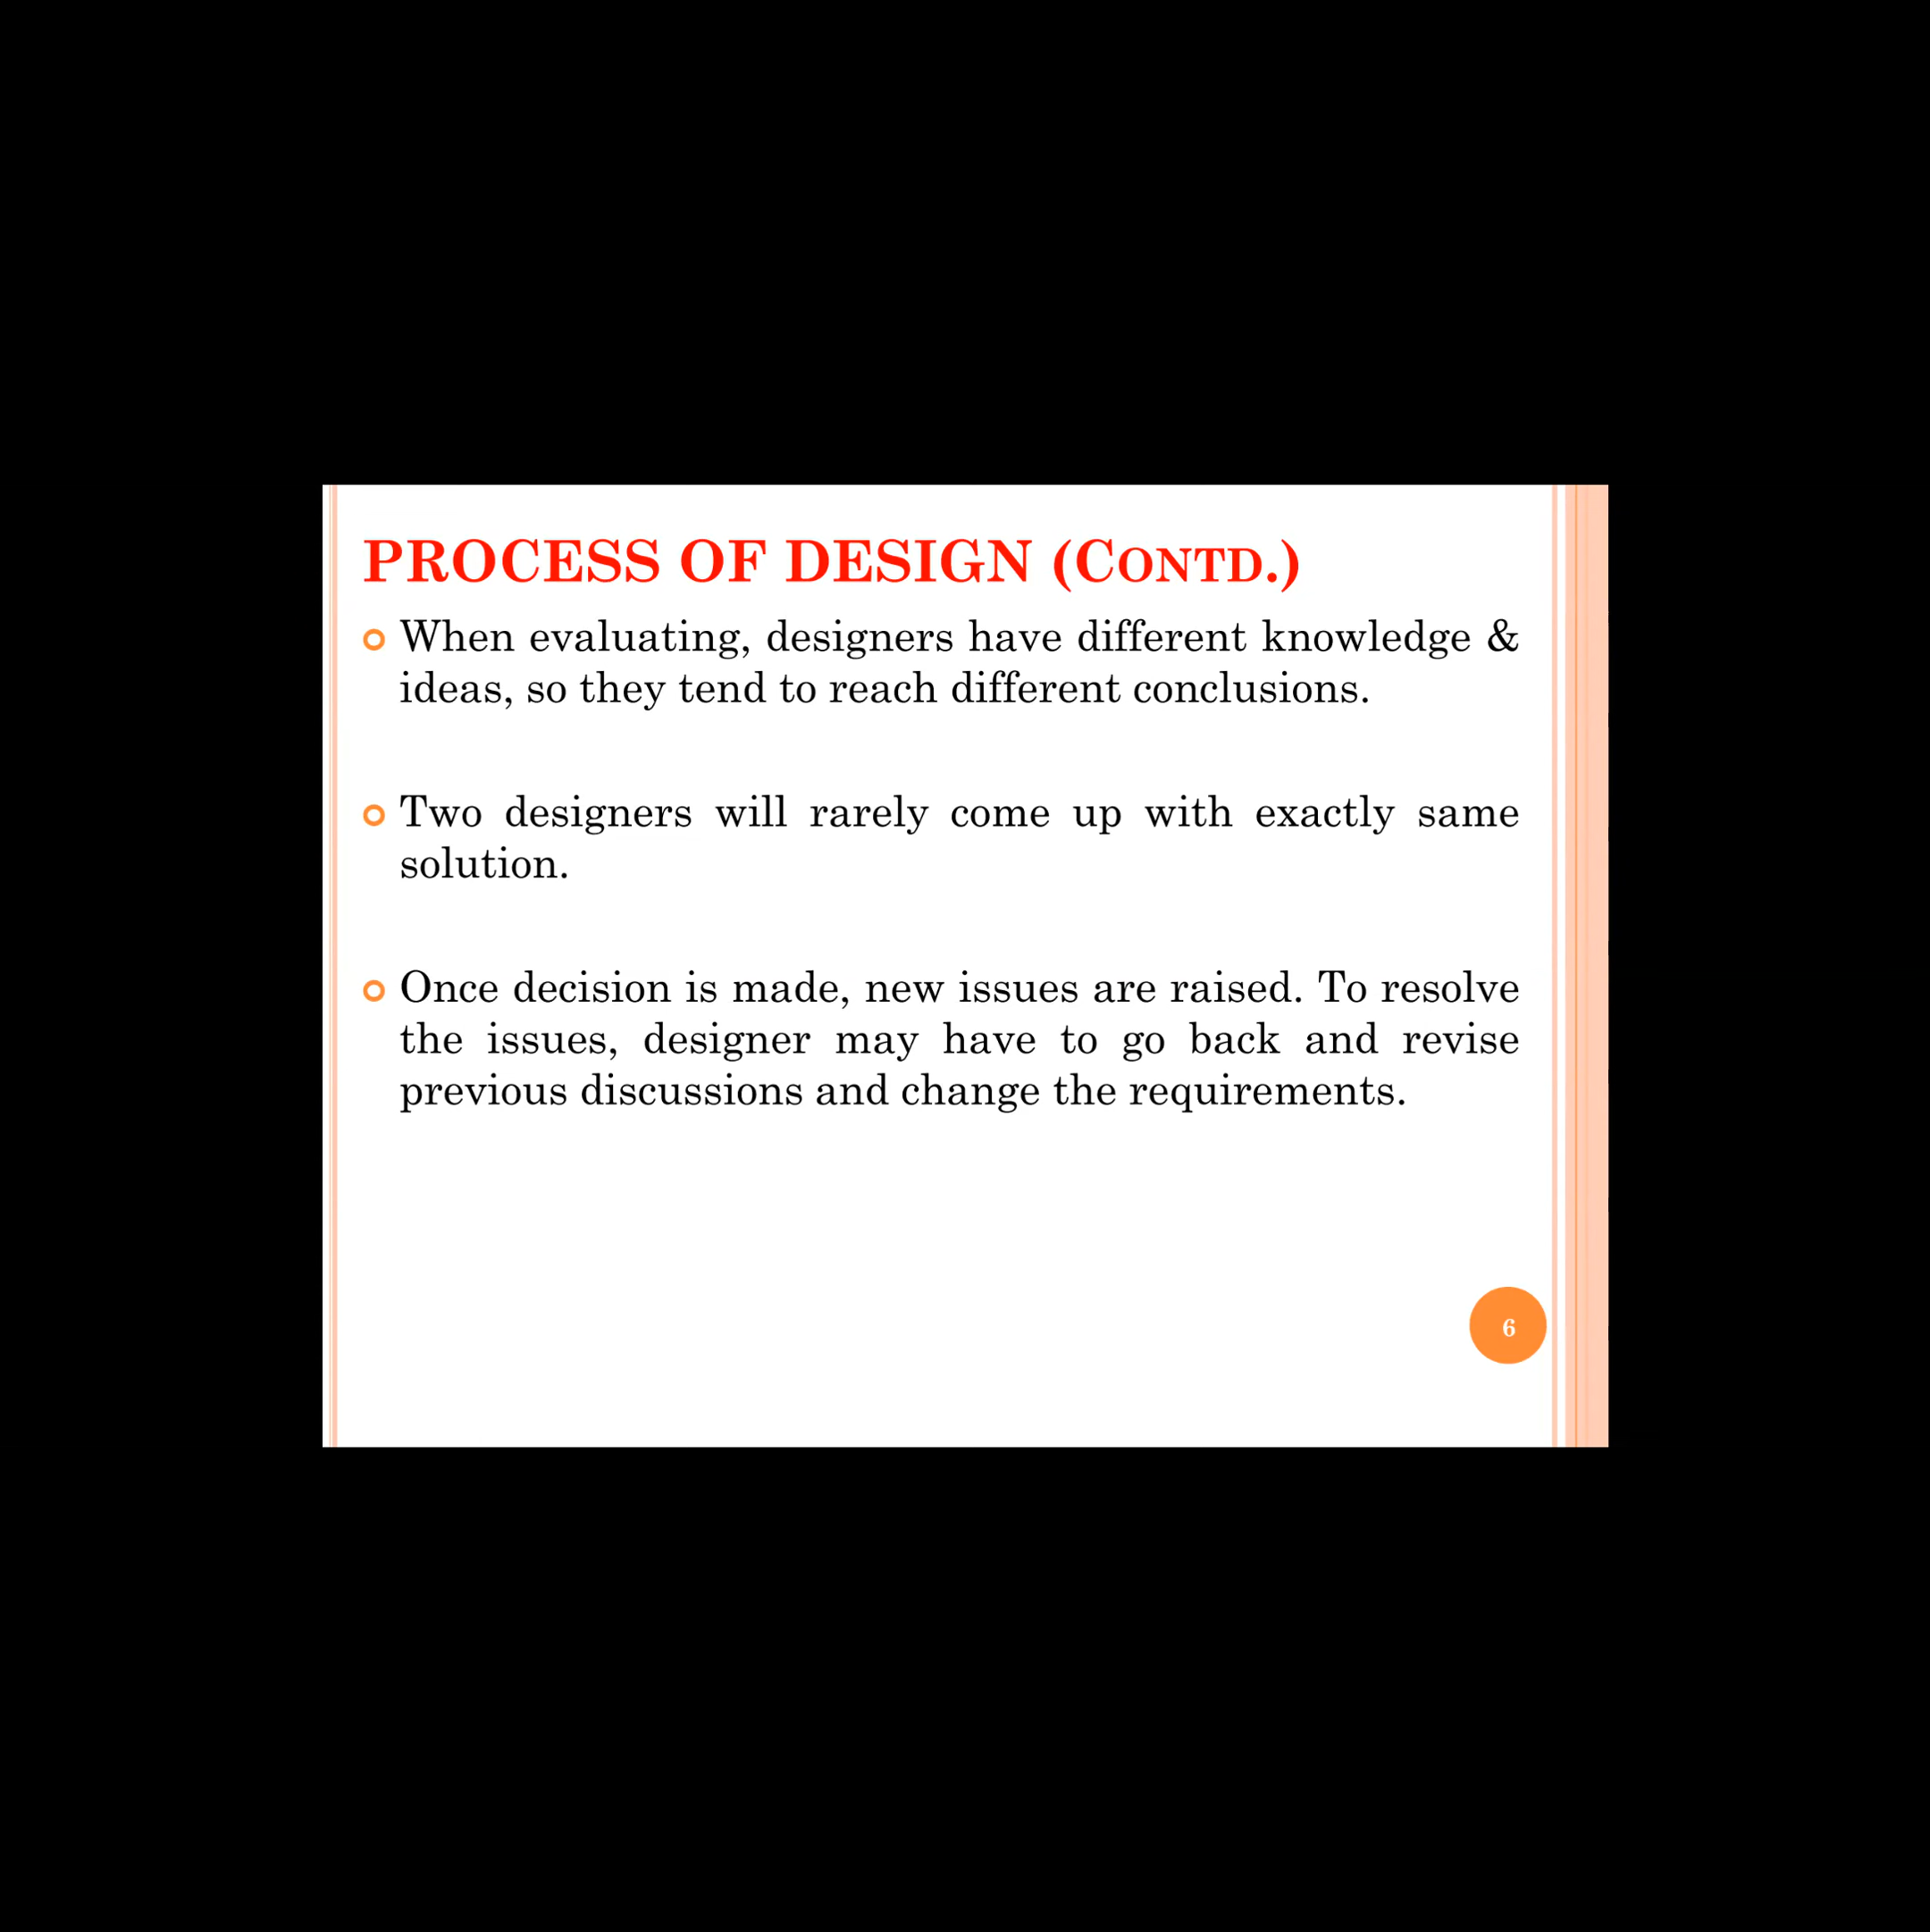 PROCESS OF DESIGN (CONTD.)
When evaluating, designers have different knowledge &
ideas, so they tend to reach different conclusions.
Two designers will rarely come up with exactly same
solution.
Once decision is made, new issues are raised. To resolve
the issues, designer may have to go back and revise
previous discussions and change the requirements.
6